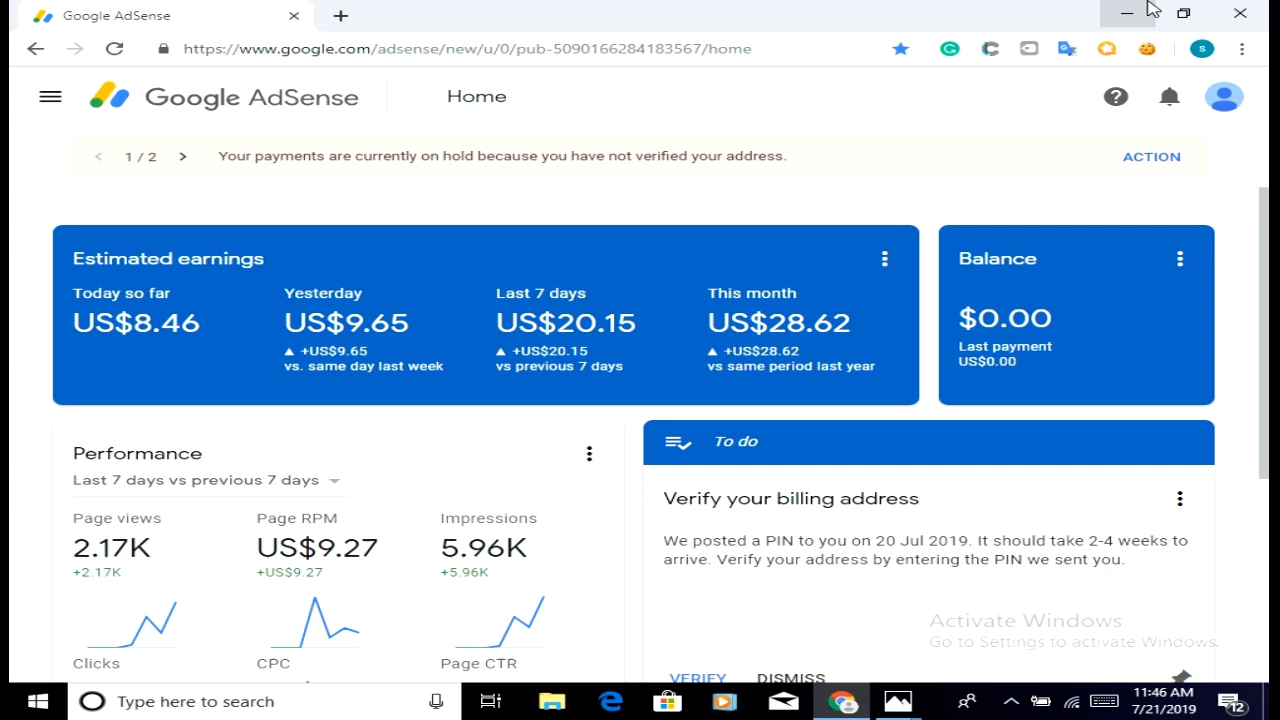 Google AdSense
https://www.google.com/adsense/new/u/0/pub-5090166284183567/home
s
Google AdSense
Home
1 / 2
Your payments are currently on hold because you have not verified your address.
ACTION
Estimated earnings
Today so far
US$8.46
Yesterday
US$9.65
+US$9.65
vs. same day last week
Last 7 days
US$20.15
+US$20.15
vs previous 7 days
This month
US$28.62
+US$28.62
vs same period last year
Balance
$0.00
Last payment
US$0.00
Performance
Last 7 days vs previous 7 days
Page views
2.17K
+2.17K
Page RPM
US$9.27
+US$9.27
Impressions
5.96K
+5.96K
Clicks
CPC
Page CTR
To do
Verify your billing address
We posted a PIN to you on 20 Jul 2019. It should take 2-4 weeks to
arrive. Verify your address by entering the PIN we sent you.
VERIFY
DISMISS
Activate Windows
Go to Settings to activate Windows.
Type here to search
11:46 AM
7/21/2019
12